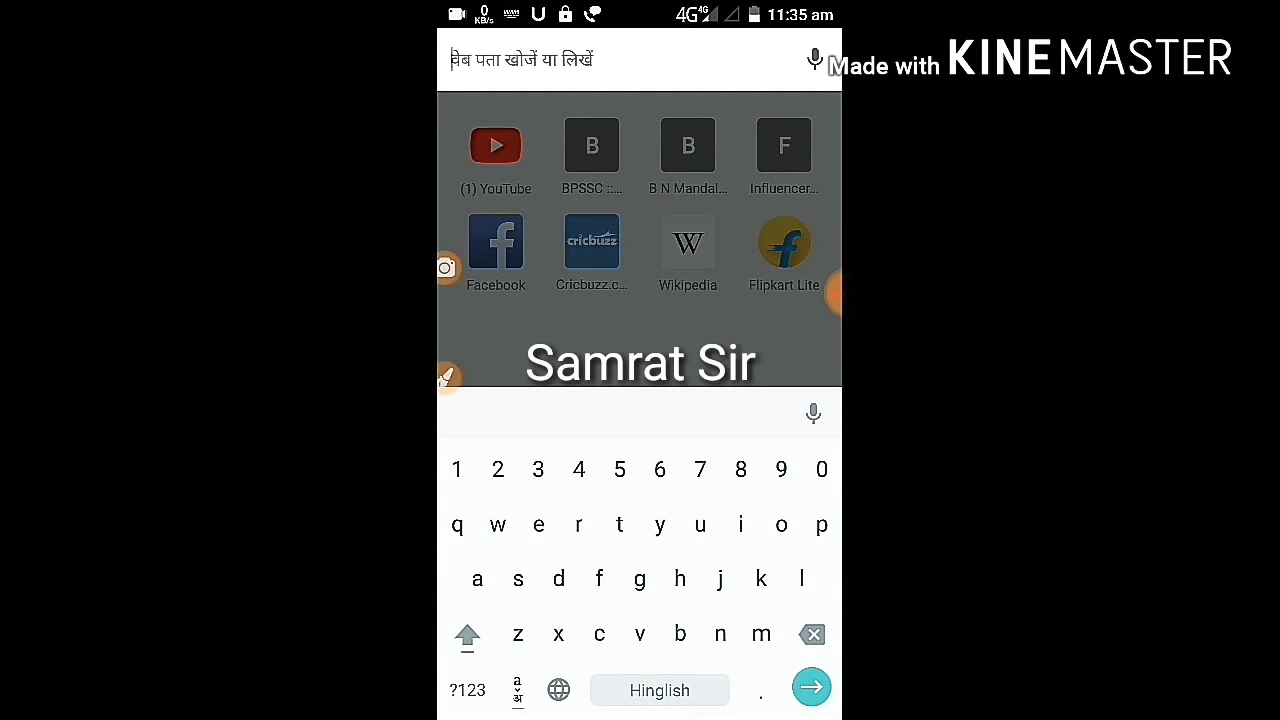 0
KB/s
U
4G 4G
11:35 am
वेब पता खोजें या लिखें
Made with KINEMASTER
B B F
(1) YouTube BPSSC ::... B N Mandal... Influencer...
f cricbuzz W f
Facebook Cricbuzz.c... Wikipedia Flipkart Lite
Samrat Sir
1 2 3 4 5 6 7 8 9 0
q w e r t y u i o p
a s d f g h j k l
z x c v b n m
?123 a अ Hinglish .